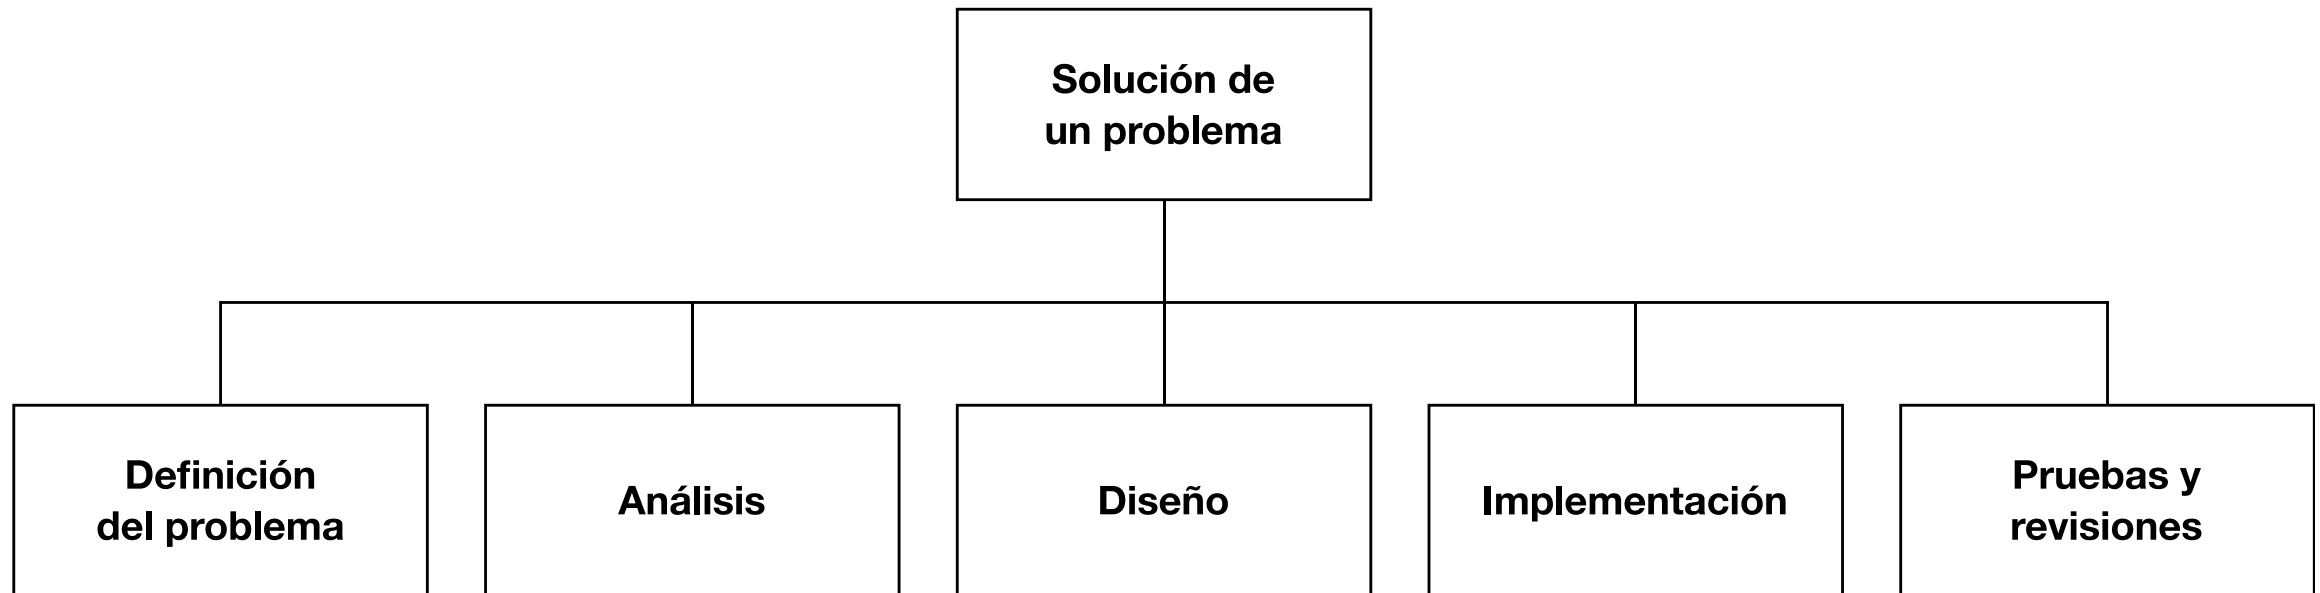 Solución de
un problema
Definición
del problema
Análisis
Diseño
Implementación
Pruebas y
revisiones